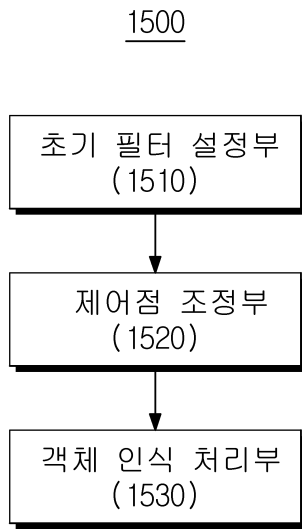 1500
초기 필터 설정부
(1510)
제어점 조정부
(1520)
객체 인식 처리부
(1530)